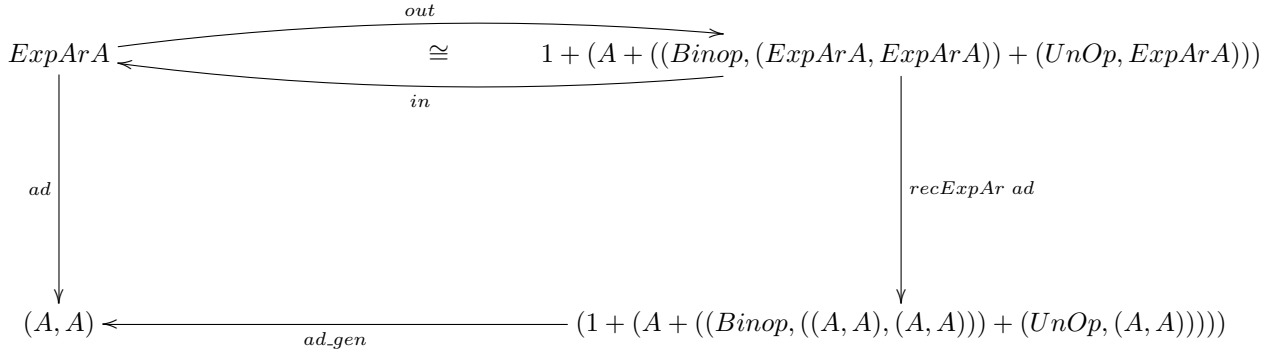 out
ExpArA ≅ 1 + (A + ((Binop, (ExpArA, ExpArA)) + (UnOp, ExpArA)))
in
ad recExpAr ad
(A, A) (1 + (A + ((Binop, ((A, A), (A, A))) + (UnOp, (A, A)))))
ad_gen